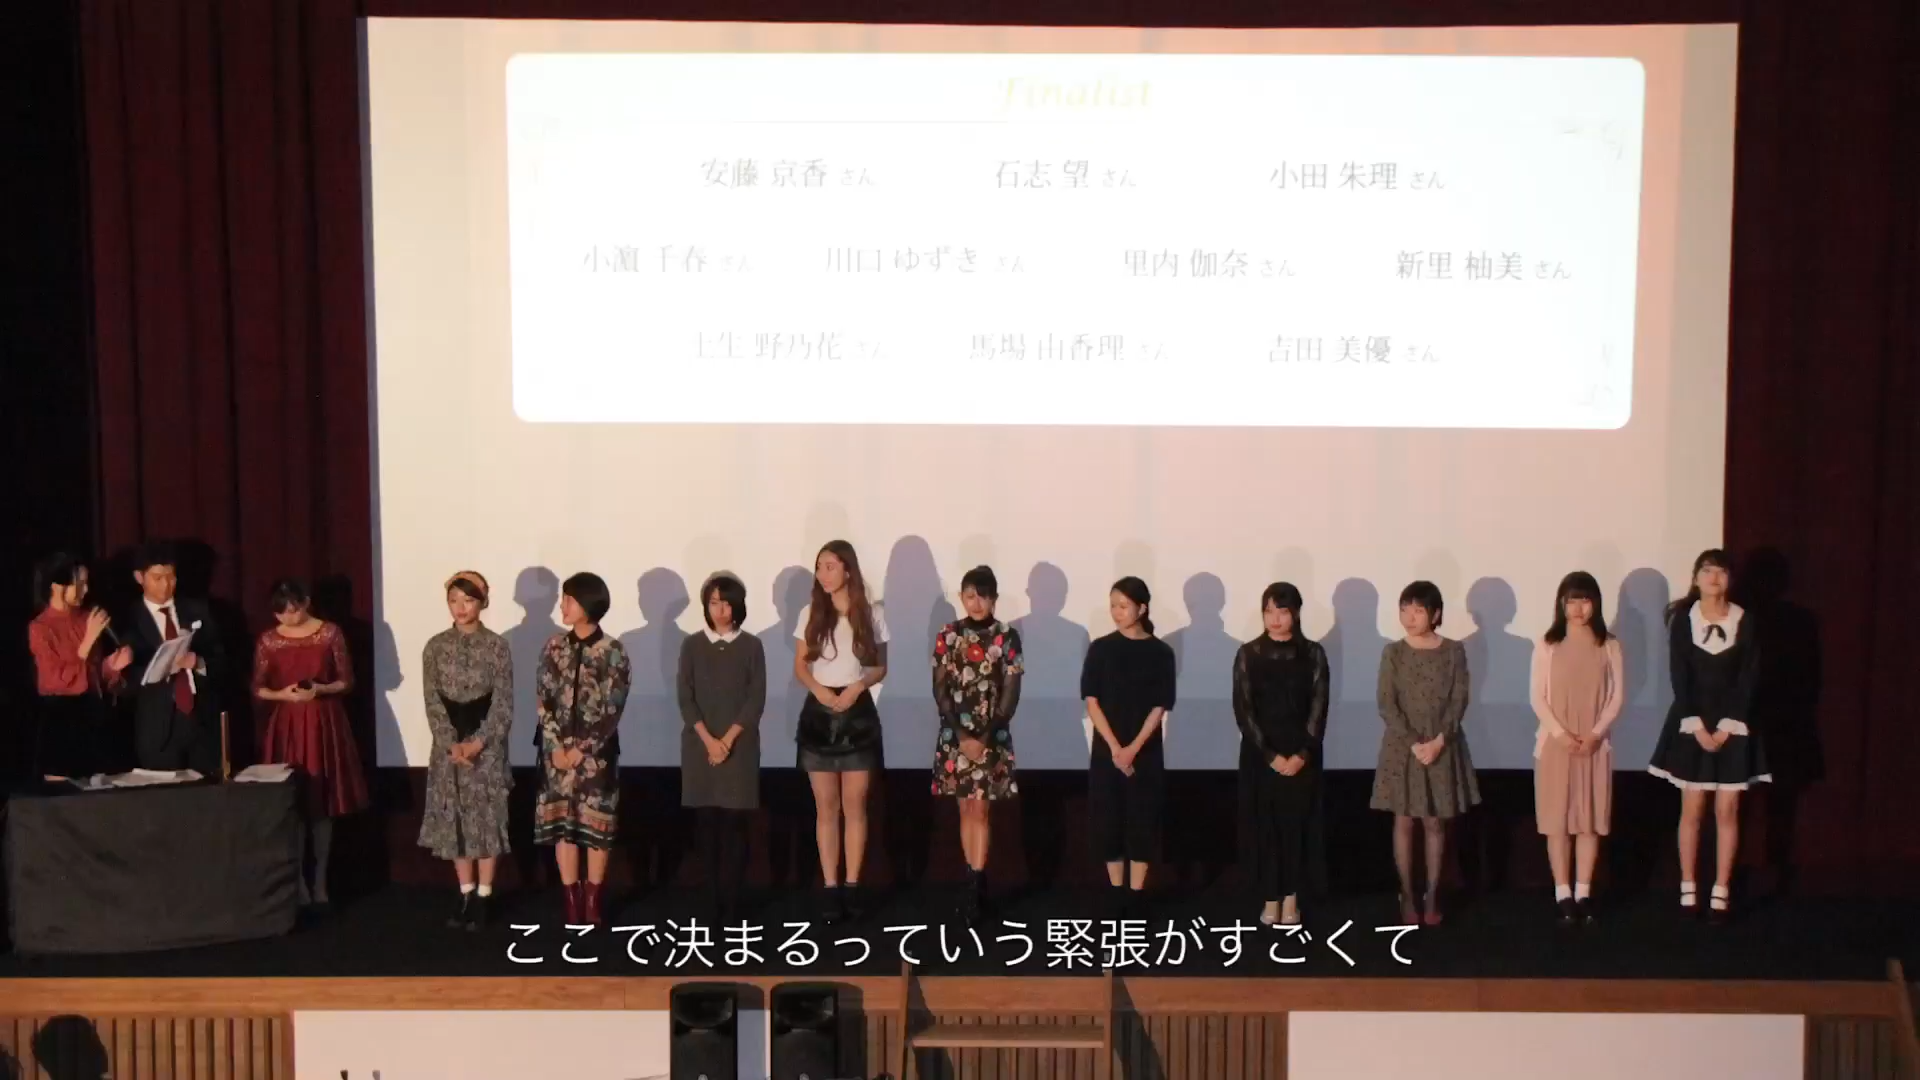 Finalist
安藤 京香 さん 石志 望 さん 小田 朱理 さん
小濵 千春 さん 川口 ゆずき さん 里内 伽奈 さん 新里 柚美 さん
土生 野乃花 さん 馬場 由香理 さん 吉田 美優 さん
ここで決まるっていう緊張がすごくて